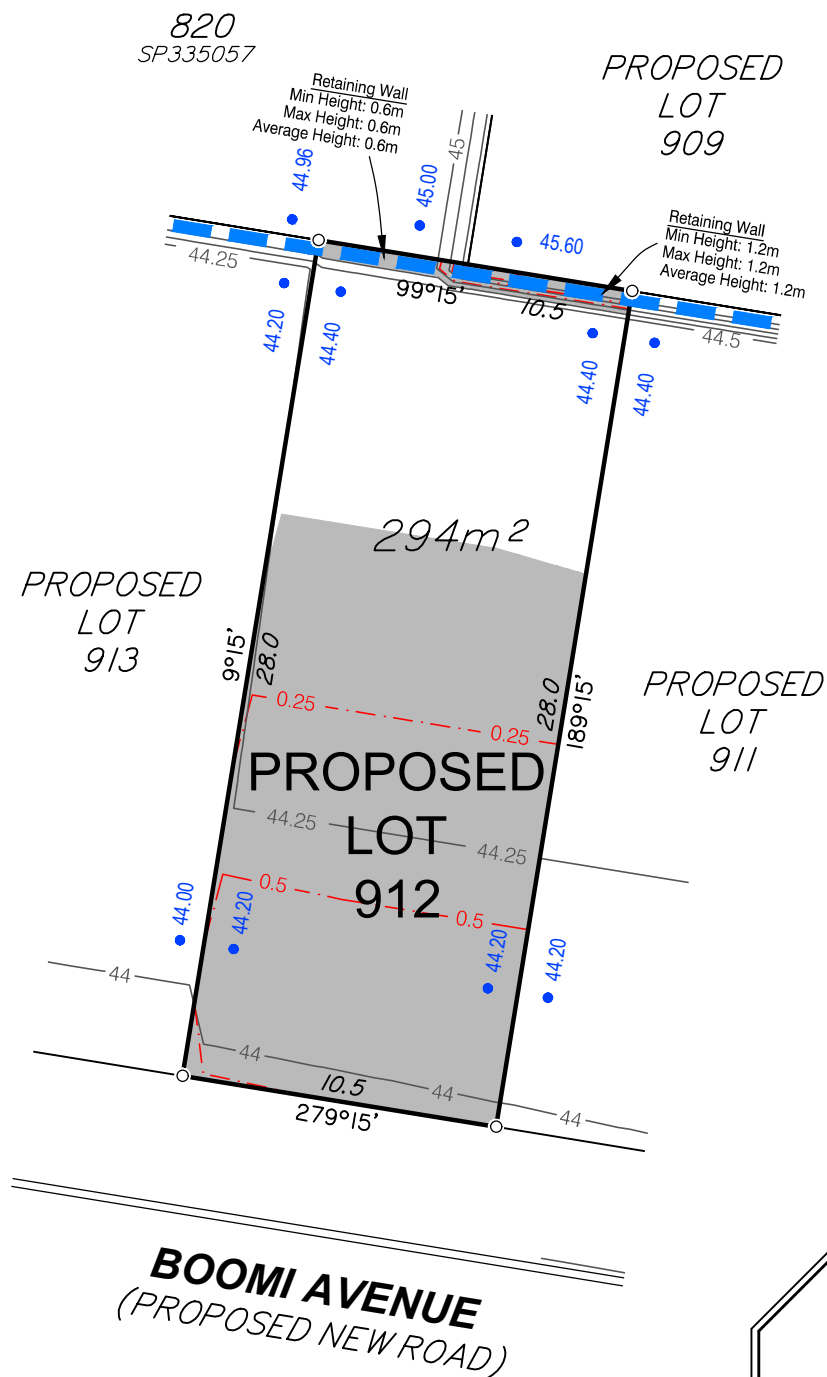 820
SP335057
PROPOSED
LOT
909
Retaining Wall
Min Height: 0.6m
Max Height: 0.6m
Average Height: 0.6m
44.96
45.00
45
45.60
Retaining Wall
Min Height: 1.2m
Max Height: 1.2m
Average Height: 1.2m
44.25
99°15'
10.5
44.5
44.20
44.40
44.40
44.40
294m²
PROPOSED
LOT
913
9°15'
28.0
28.0
189°15'
PROPOSED
LOT
911
0.25
0.25
PROPOSED
LOT
912
44.25
44.25
0.5
0.5
44.00
44.20
44.20
44.20
44
44
44
44
10.5
279°15'
BOOMI AVENUE
(PROPOSED NEW ROAD)